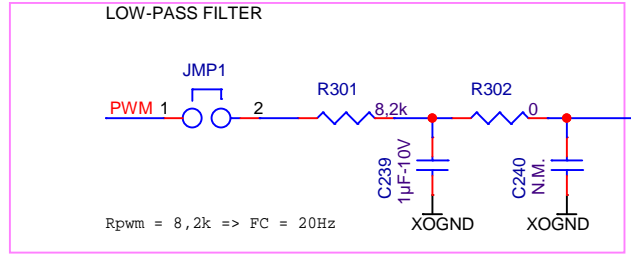 LOW-PASS FILTER
JMP1
R301
R302
PWM 1
2
8,2k
0
C239
1µF-10V
C240
N.M.
Rpwm = 8,2k => FC = 20Hz
XOGND
XOGND